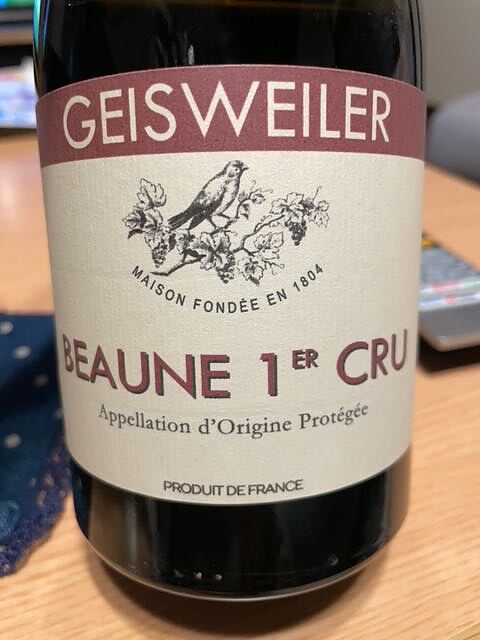 GEISWEILER
MAISON FONDÉE EN 1804
BEAUNE 1ER CRU
Appellation d'Origine Protégée
PRODUIT DE FRANCE